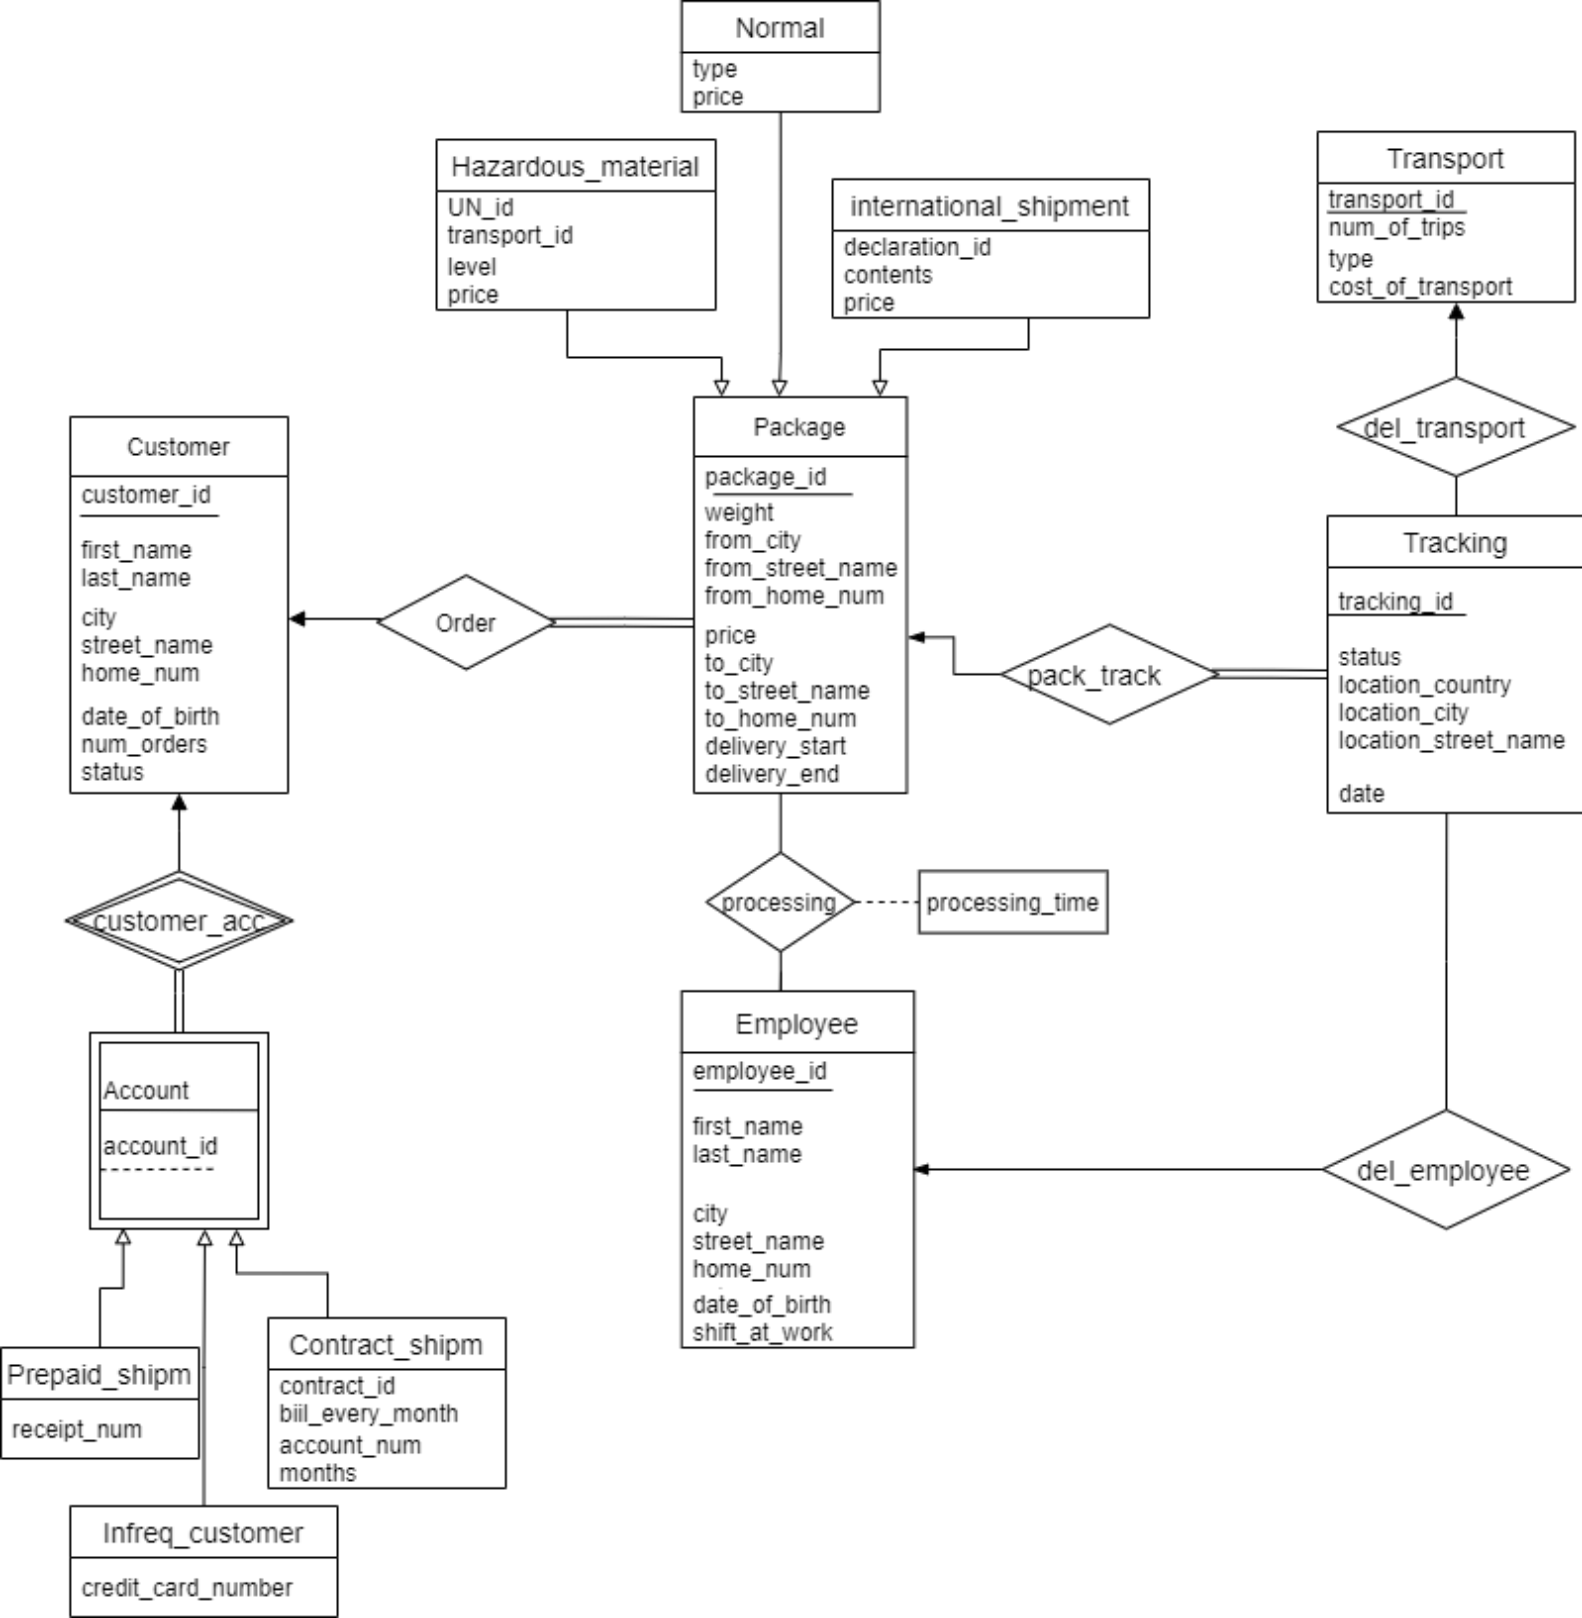 Normal
type
price
Hazardous_material
UN_id
transport_id
level
price
international_shipment
declaration_id
contents
price
Transport
transport_id
num_of_trips
type
cost_of_transport
del_transport
Customer
customer_id
first_name
last_name
city
street_name
home_num
date_of_birth
num_orders
status
Order
Package
package_id
weight
from_city
from_street_name
from_home_num
price
to_city
to_street_name
to_home_num
delivery_start
delivery_end
pack_track
Tracking
tracking_id
status
location_country
location_city
location_street_name
date
customer_acc
processing
processing_time
Account
account_id
Employee
employee_id
first_name
last_name
city
street_name
home_num
date_of_birth
shift_at_work
del_employee
Prepaid_shipm
receipt_num
Contract_shipm
contract_id
biil_every_month
account_num
months
Infreq_customer
credit_card_number